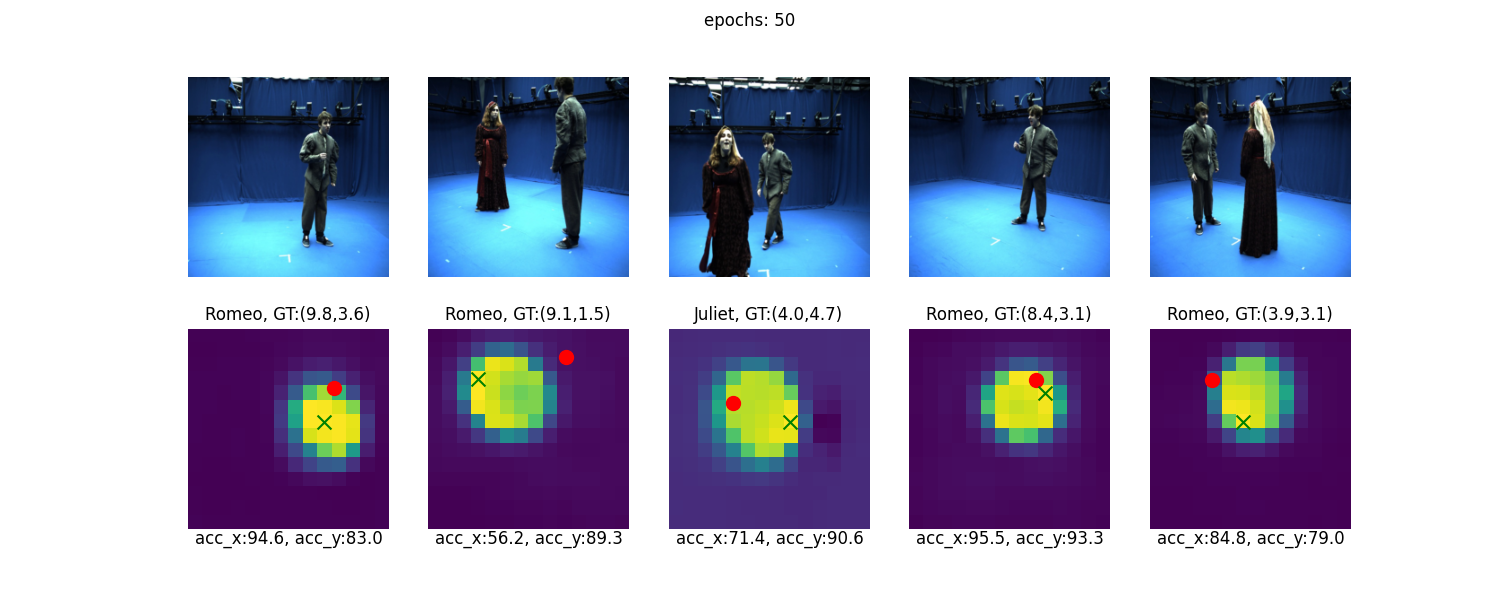 epochs: 50
Romeo, GT:(9.8,3.6)
Romeo, GT:(9.1,1.5)
Juliet, GT:(4.0,4.7)
Romeo, GT:(8.4,3.1)
Romeo, GT:(3.9,3.1)
acc_x:94.6, acc_y:83.0
acc_x:56.2, acc_y:89.3
acc_x:71.4, acc_y:90.6
acc_x:95.5, acc_y:93.3
acc_x:84.8, acc_y:79.0